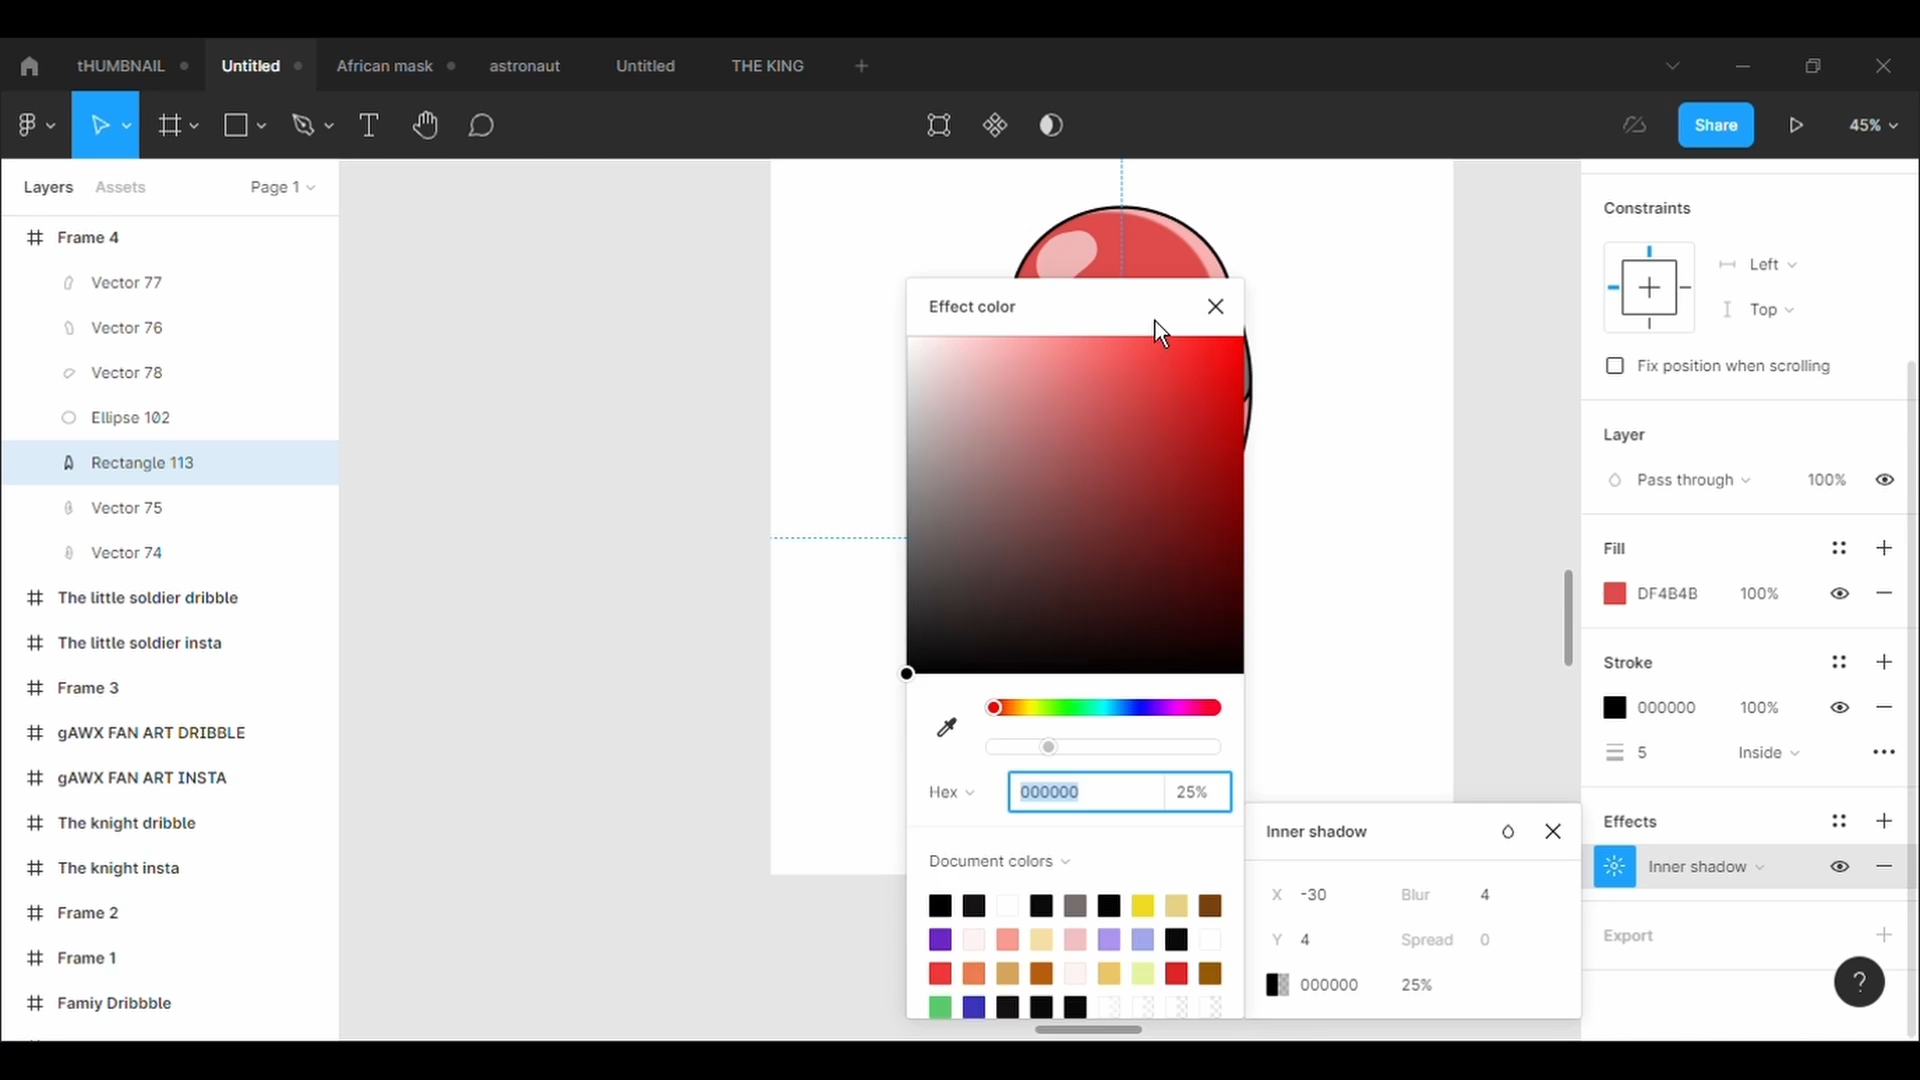 tHUMBNAIL
Untitled
African mask
astronaut
Untitled
THE KING
Share
45%
Layers
Assets
Page 1
Frame 4
Vector 77
Vector 76
Vector 78
Ellipse 102
Rectangle 113
Vector 75
Vector 74
The little soldier dribble
The little soldier insta
Frame 3
gAWX FAN ART DRIBBLE
gAWX FAN ART INSTA
The knight dribble
The knight insta
Frame 2
Frame 1
Famiy Dribbble
Effect color
Hex
000000
25%
Document colors
Inner shadow
X -30 Blur 4
Y 4 Spread 0
000000 25%
Constraints
Left
Top
Fix position when scrolling
Layer
Pass through 100%
Fill
DF4B4B 100%
Stroke
000000 100%
5 Inside
Effects
Inner shadow
Export
?